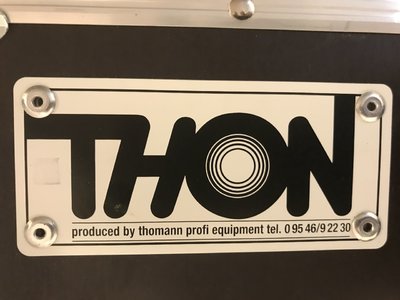 THON
produced by thomann profi equipment tel. 0 95 46/9 22 30